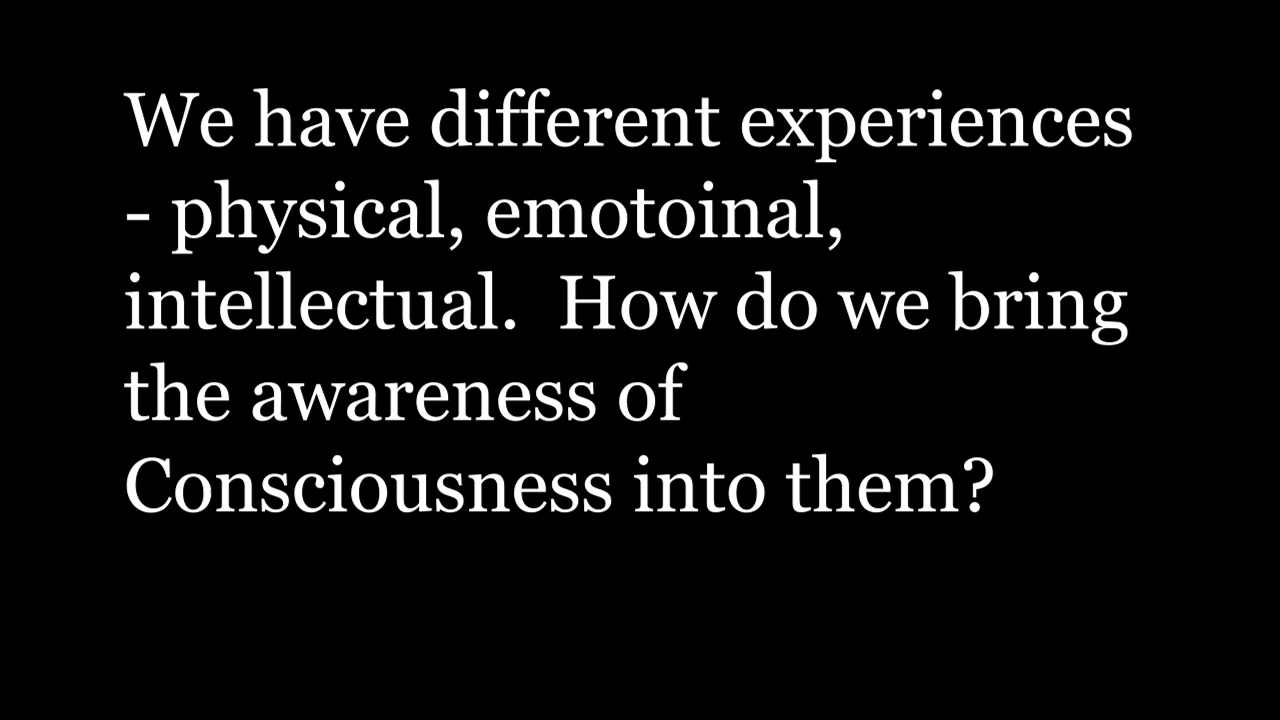 We have different experiences
- physical, emotoinal,
intellectual.  How do we bring
the awareness of
Consciousness into them?